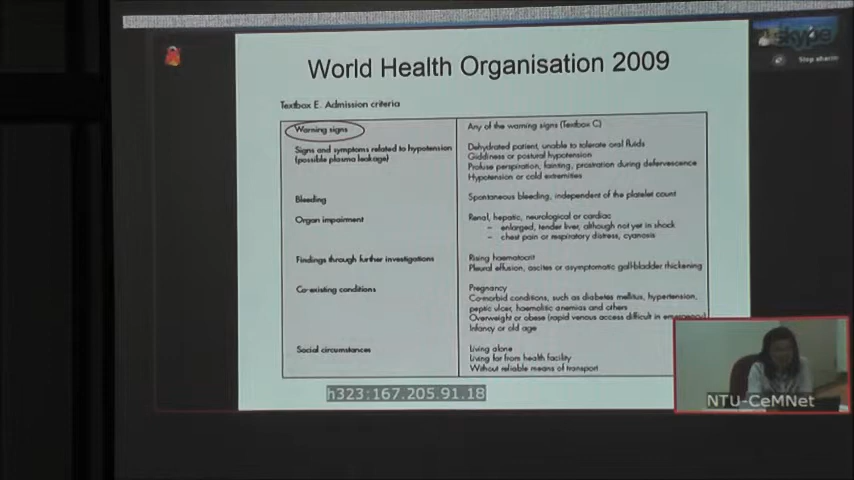 skype
Stop sharin
World Health Organisation 2009
Textbox E. Admission criteria
Warning signs
Any of the warning signs (Textbox C)
Signs and symptoms related to hypotension
(possible plasma leakage)
Dehydrated patient, unable to tolerate oral fluids
Giddiness or postural hypotension
Profuse perspiration, fainting, prostration during defervescence
Hypotension or cold extremities
Bleeding
Spontaneous bleeding, independent of the platelet count
Organ impairment
Renal, hepatic, neurological or cardiac
– enlarged, tender liver, although not yet in shock
– chest pain or respiratory distress, cyanosis
Findings through further investigations
Rising haematocrit
Pleural effusion, ascites or asymptomatic gall-bladder thickening
Co-existing conditions
Pregnancy
Co-morbid conditions, such as diabetes mellitus, hypertension,
peptic ulcer, haemolitic anemias and others
Overweight or obese (rapid venous access difficult in emergency)
Infancy or old age
Social circumstances
Living alone
Living far from health facility
Without reliable means of transport
h323:167.205.91.18
NTU-CeMNet